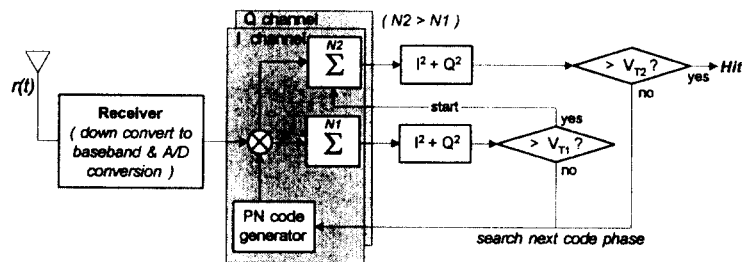 Q channel
I channel
( N2 > N1 )
N2
Σ
I² + Q²
> V_T2 ?
yes
Hit
no
r(t)
Receiver
( down convert to
baseband & A/D
conversion )
start
N1
Σ
I² + Q²
yes
> V_T1 ?
no
PN code
generator
search next code phase